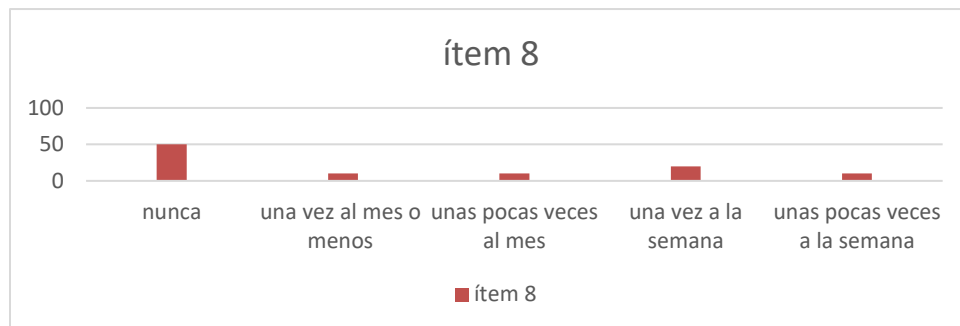 ítem 8
100
50
0
nunca
una vez al mes o
menos
unas pocas veces
al mes
una vez a la
semana
unas pocas veces
a la semana
ítem 8